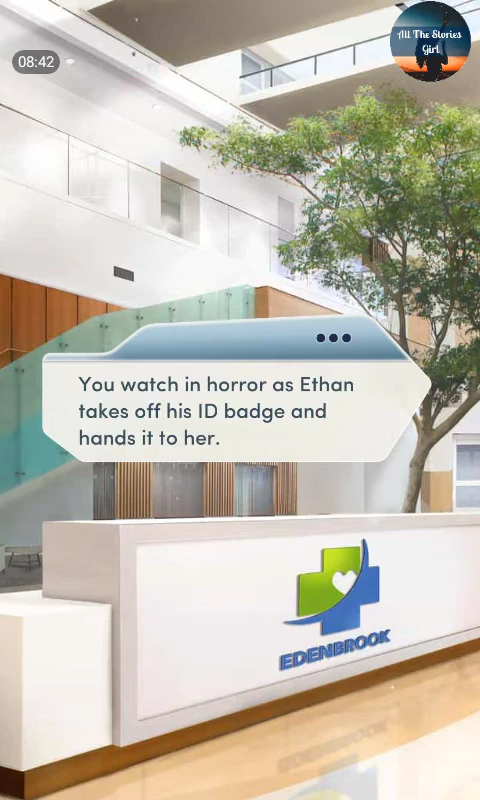 All The Stories
Girl
08:42
You watch in horror as Ethan
takes off his ID badge and
hands it to her.
EDENBROOK